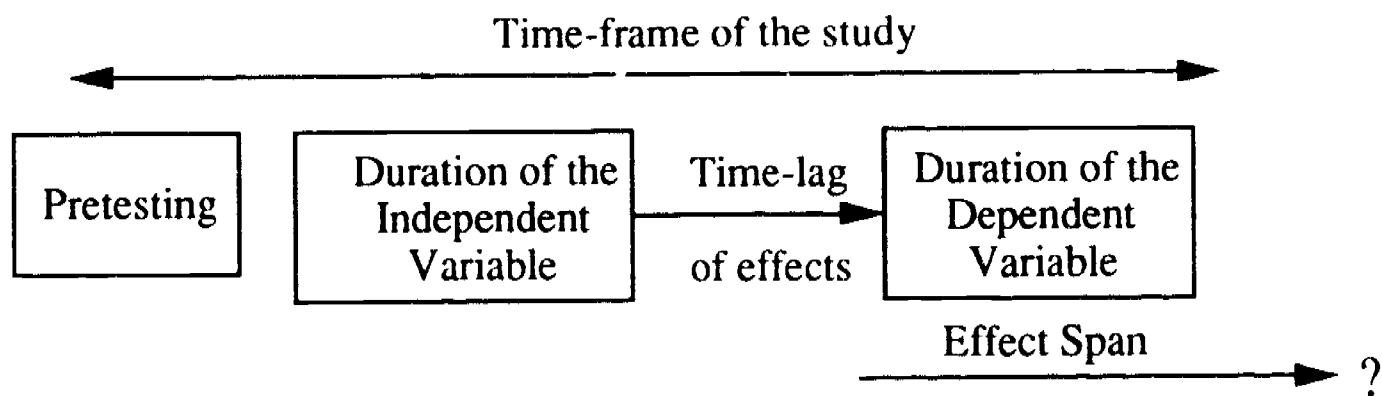 Time-frame of the study
Pretesting
Duration of the
Independent
Variable
Time-lag
of effects
Duration of the
Dependent
Variable
Effect Span
?